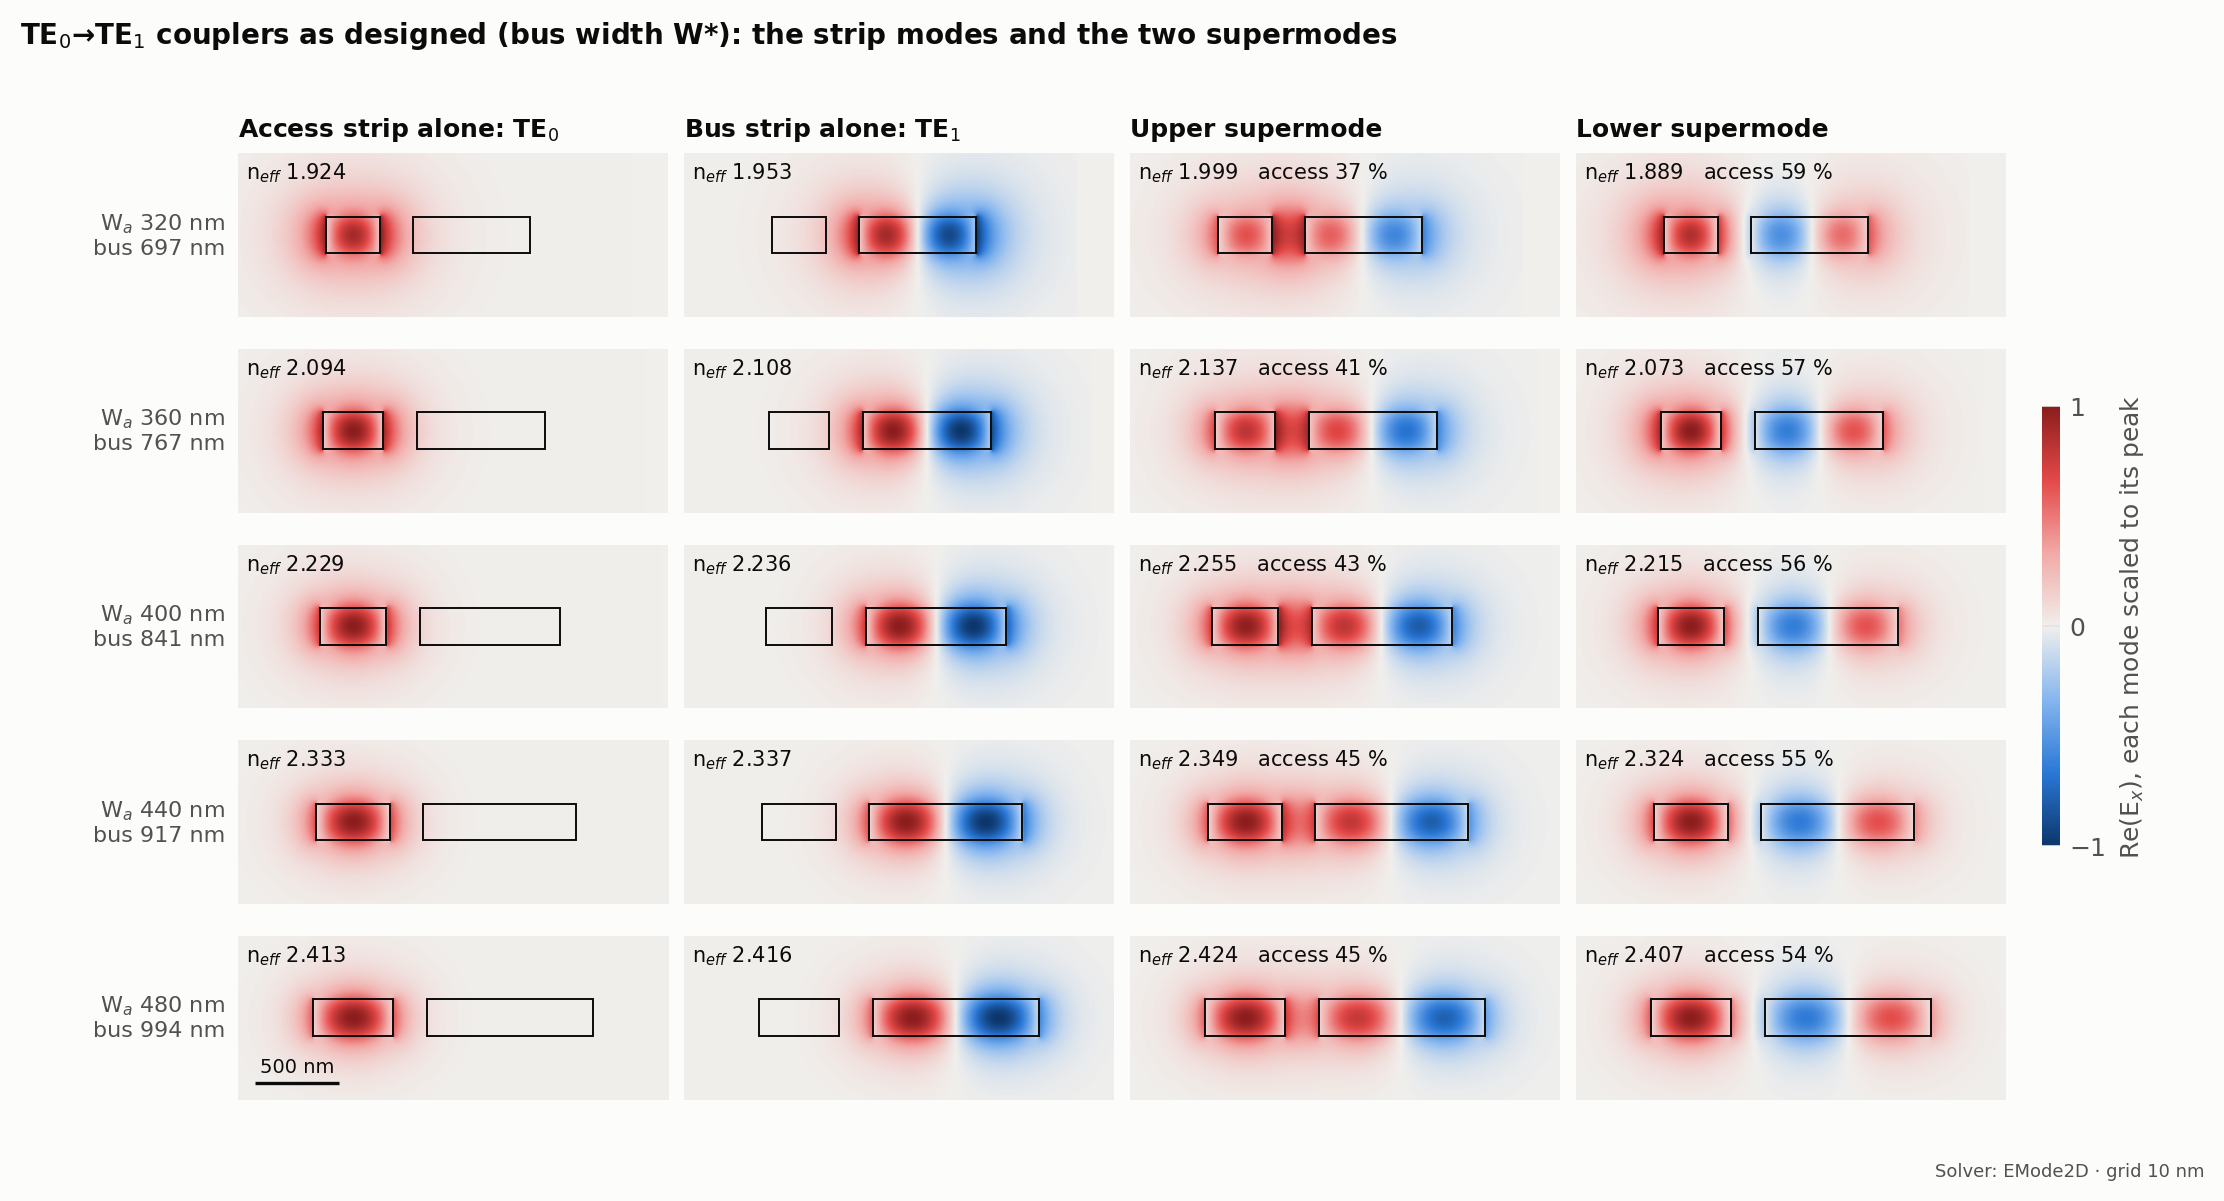 TE0→TE1 couplers as designed (bus width W*): the strip modes and the two supermodes
Access strip alone: TE0
Bus strip alone: TE1
Upper supermode
Lower supermode
Wa 320 nm
bus 697 nm
neff 1.924
neff 1.953
neff 1.999 access 37 %
neff 1.889 access 59 %
Wa 360 nm
bus 767 nm
neff 2.094
neff 2.108
neff 2.137 access 41 %
neff 2.073 access 57 %
Wa 400 nm
bus 841 nm
neff 2.229
neff 2.236
neff 2.255 access 43 %
neff 2.215 access 56 %
Wa 440 nm
bus 917 nm
neff 2.333
neff 2.337
neff 2.349 access 45 %
neff 2.324 access 55 %
Wa 480 nm
bus 994 nm
neff 2.413
neff 2.416
neff 2.424 access 45 %
neff 2.407 access 54 %
500 nm
1
0
−1
Re(Ex), each mode scaled to its peak
Solver: EMode2D · grid 10 nm